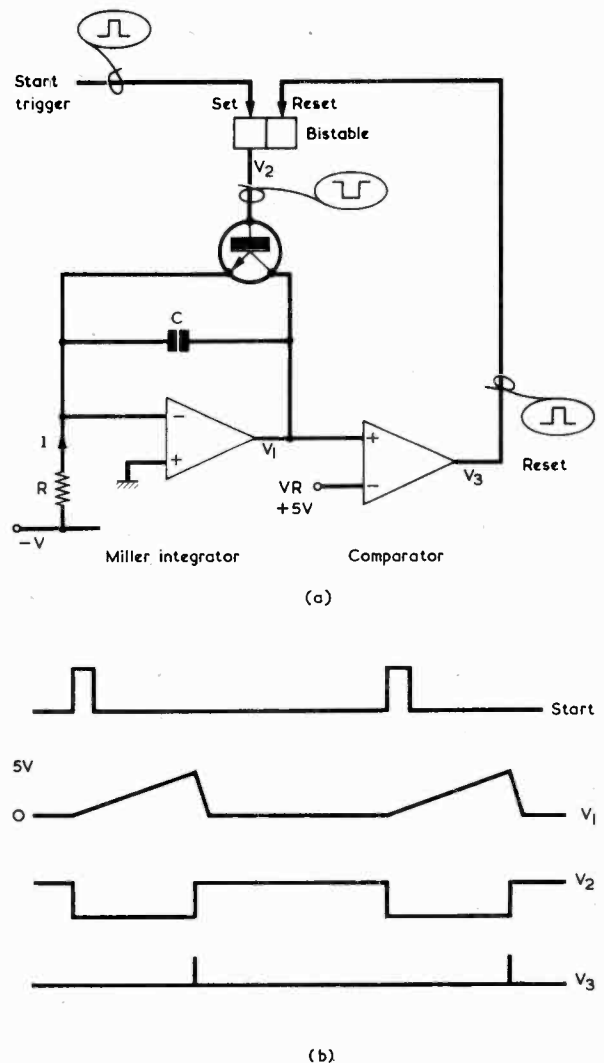 Start
trigger
Set
Reset
Bistable
V2
C
I
R
−V
−
+
V1
VR
+5V
+
−
V3
Reset
Miller integrator
Comparator
(a)
Start
5V
O
V1
V2
V3
(b)